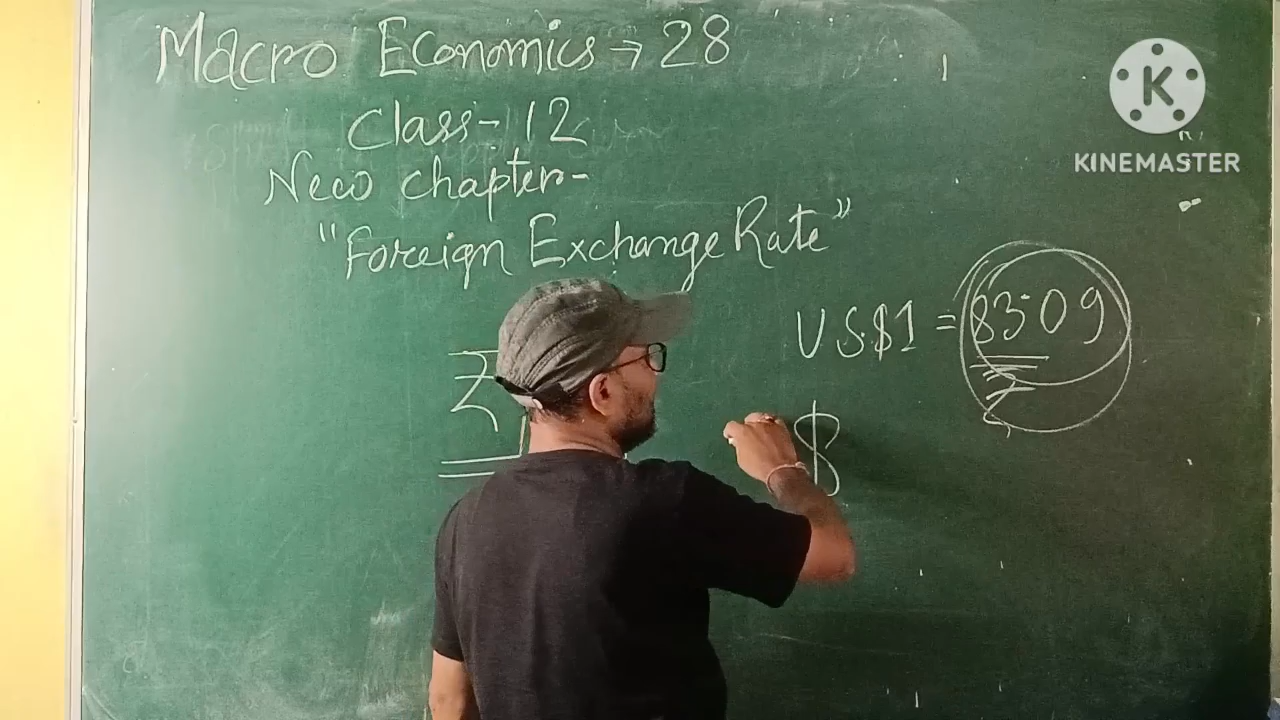 Macro Economics → 28
Class - 12
New chapter -
"Foreign Exchange Rate"
US$1 = 83.09
₹
$
KINEMASTER